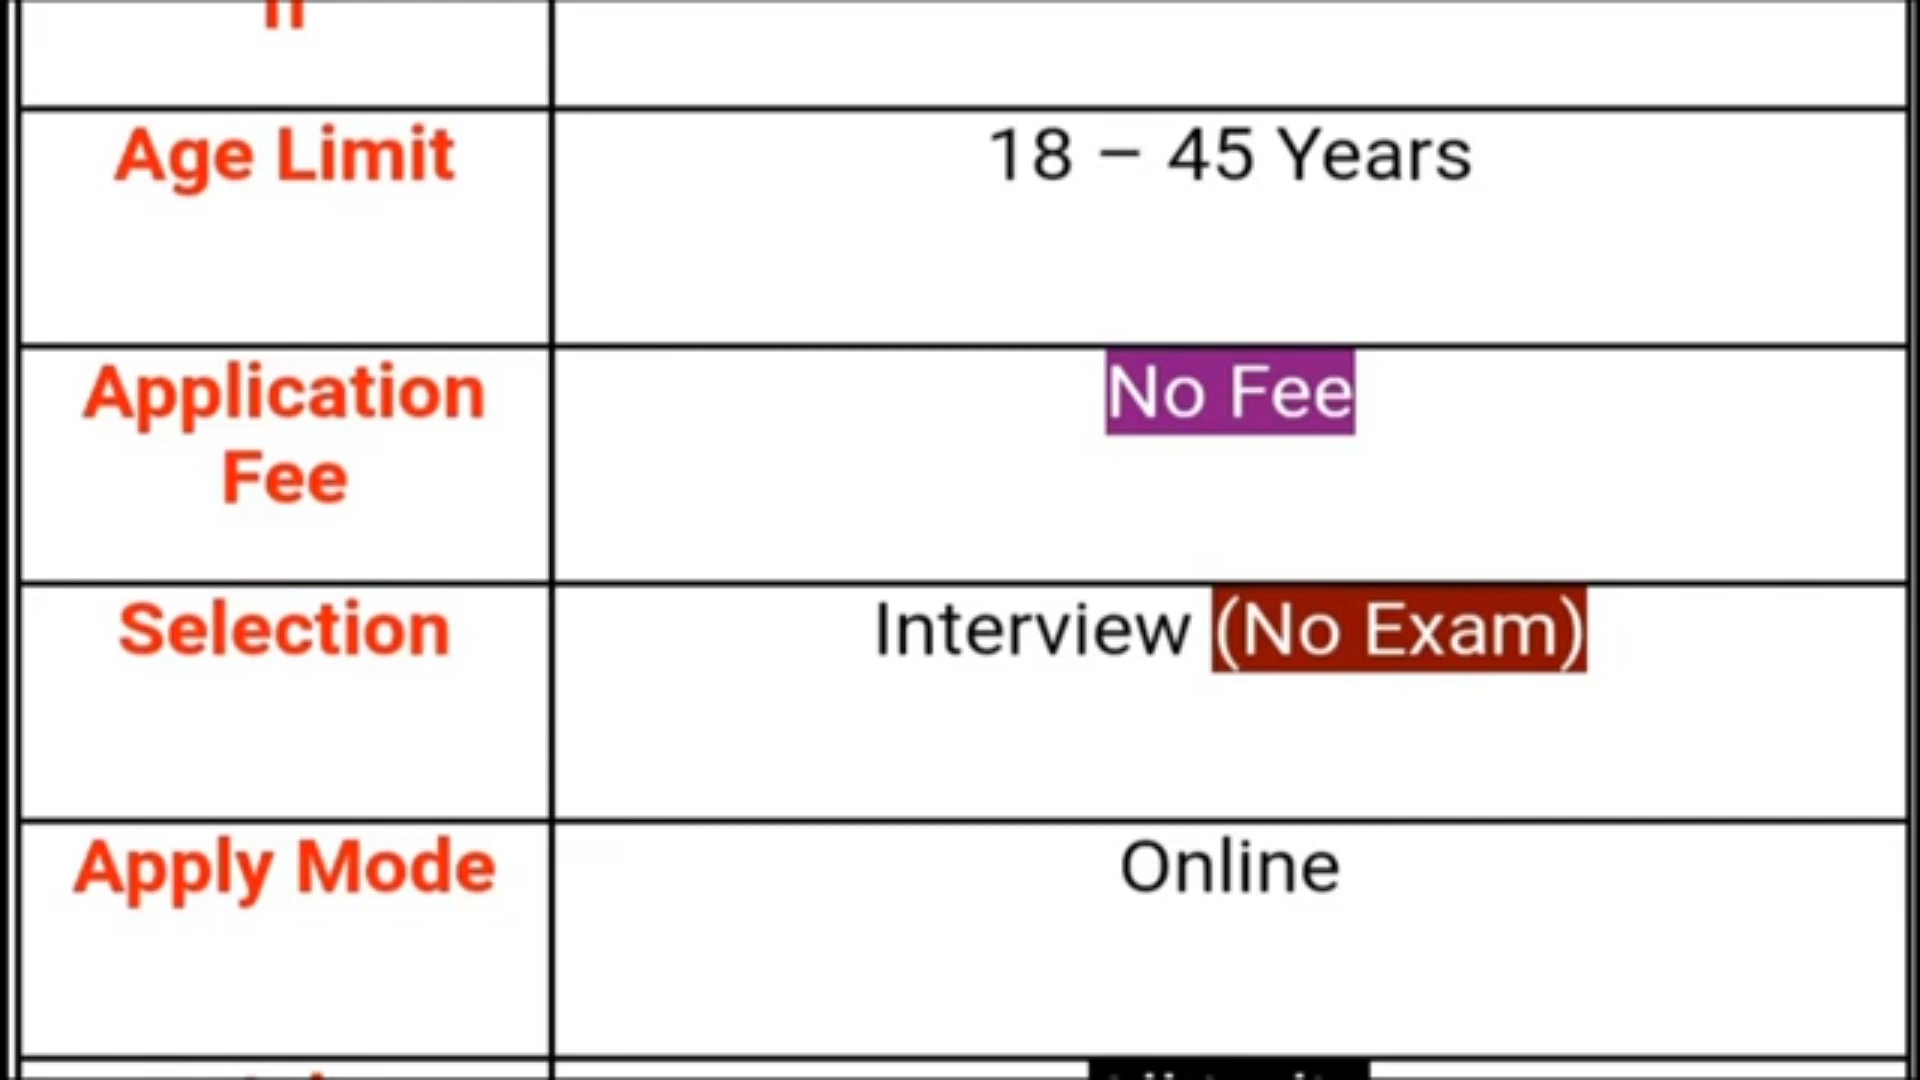 n
Age Limit
18 – 45 Years
Application
Fee
No Fee
Selection
Interview (No Exam)
Apply Mode
Online